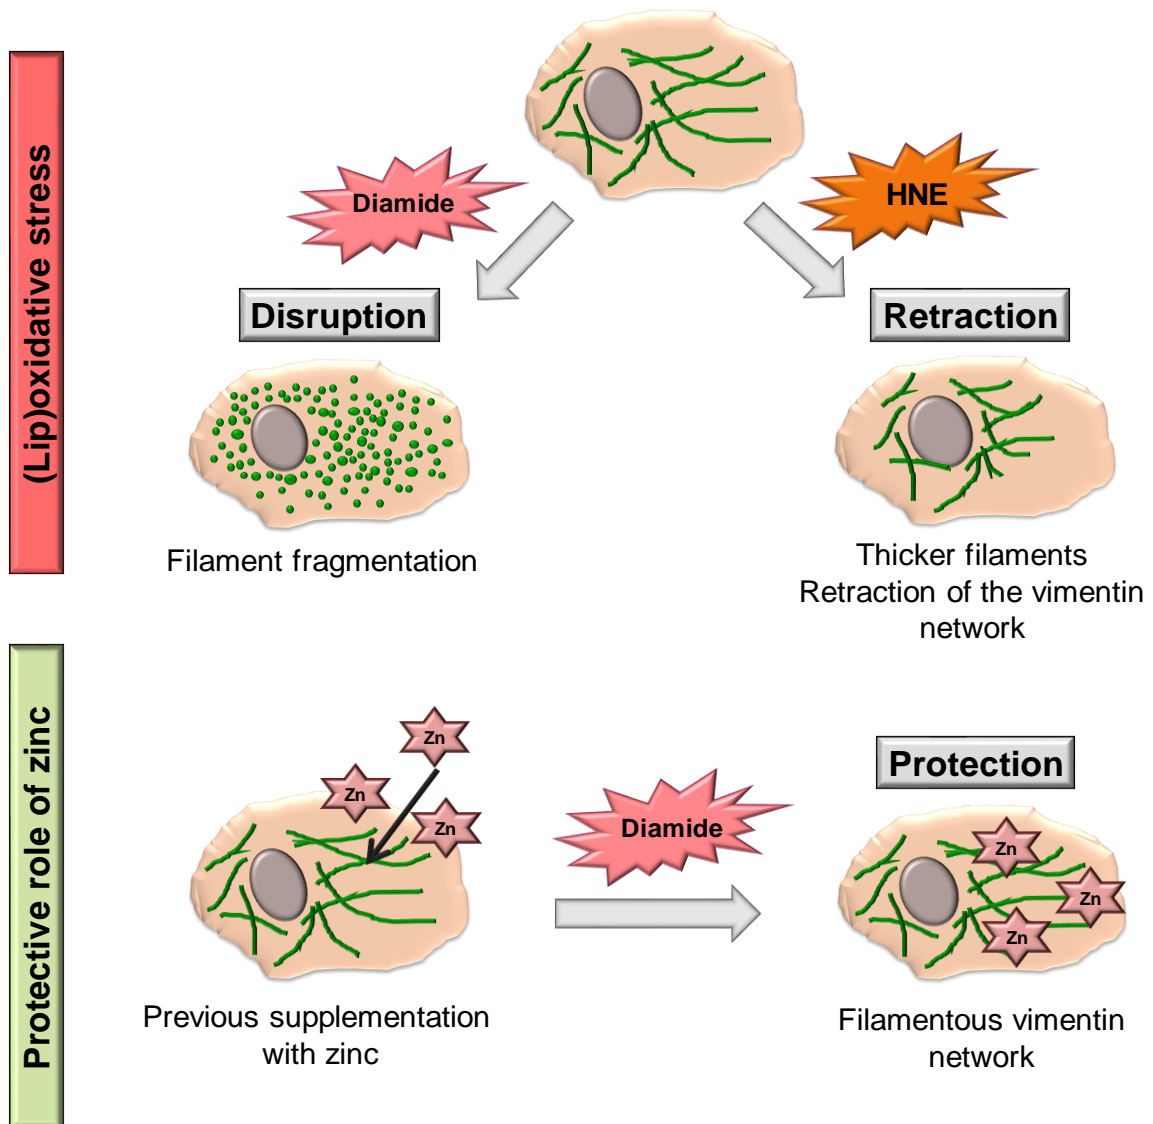 (Lip)oxidative stress
Diamide
HNE
Disruption
Retraction
Filament fragmentation
Thicker filaments
Retraction of the vimentin
network
Protective role of zinc
Zn
Zn
Zn
Diamide
Protection
Zn
Zn
Zn
Previous supplementation
with zinc
Filamentous vimentin
network